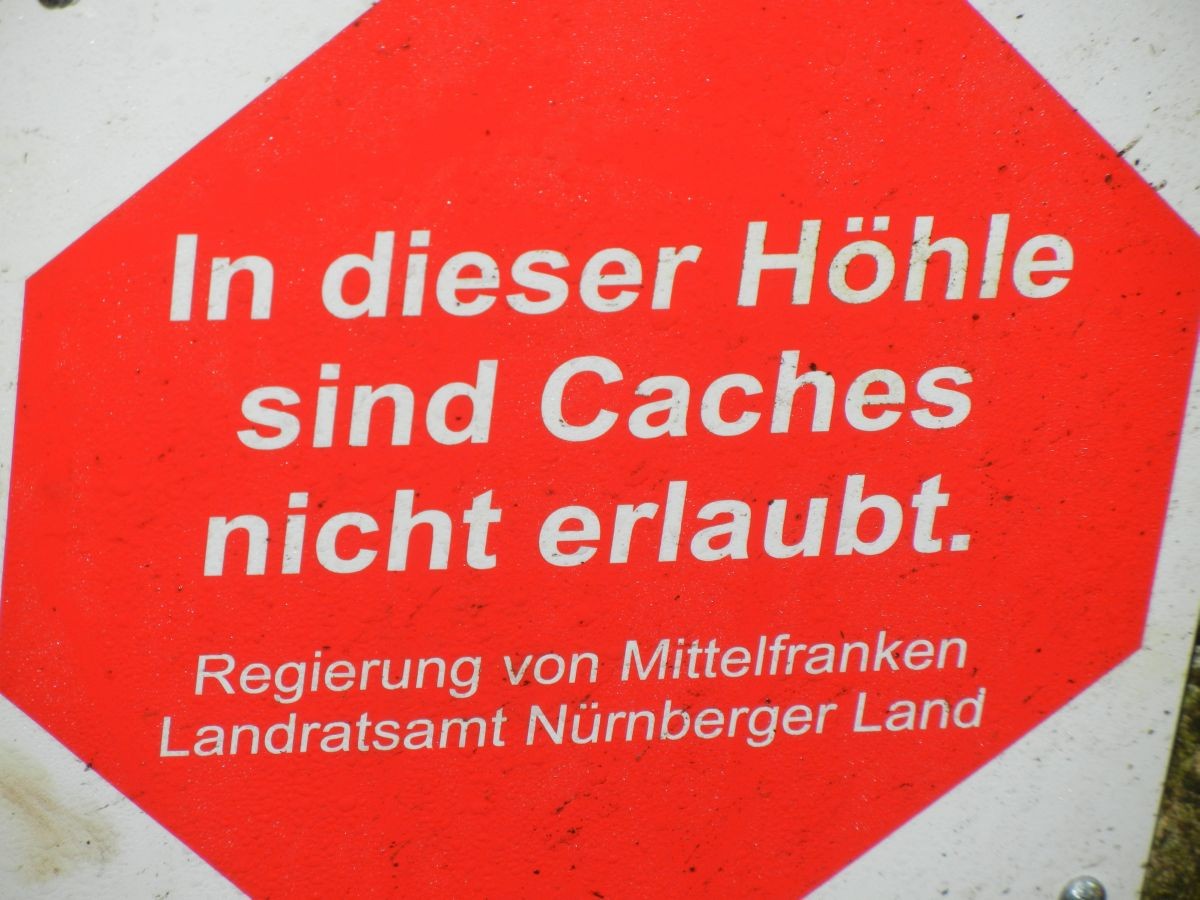 In dieser Höhle
sind Caches
nicht erlaubt.
Regierung von Mittelfranken
Landratsamt Nürnberger Land